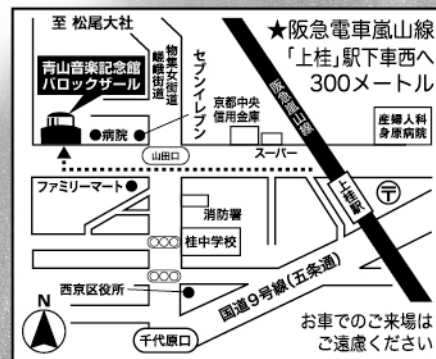 至 松尾大社
★阪急電車嵐山線
「上桂」駅下車西へ
300メートル
青山音楽記念館
バロックザール
物集女街道
嵯峨街道
セブンイレブン
阪急嵐山線
京都中央
信用金庫
産婦人科
身原病院
病院
山田口
スーパー
ファミリーマート
上桂駅
〒
消防署
桂中学校
国道9号線(五条通)
西京区役所
N
千代原口
お車でのご来場は
ご遠慮ください